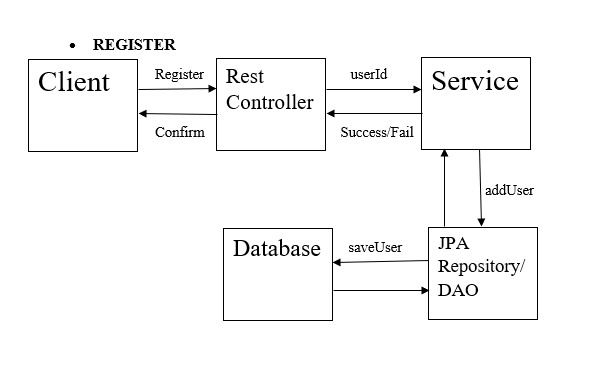 • REGISTER
Client
Register
Rest
Controller
userId
Service
Confirm
Success/Fail
addUser
Database
saveUser
JPA
Repository/
DAO